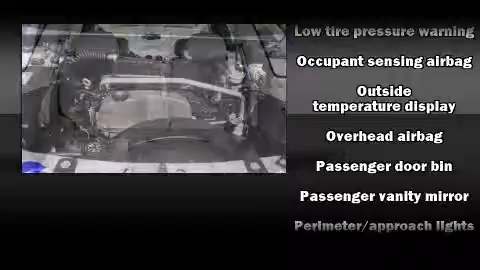 Low tire pressure warning
Occupant sensing airbag
Outside
temperature display
Overhead airbag
Passenger door bin
Passenger vanity mirror
Perimeter/approach lights